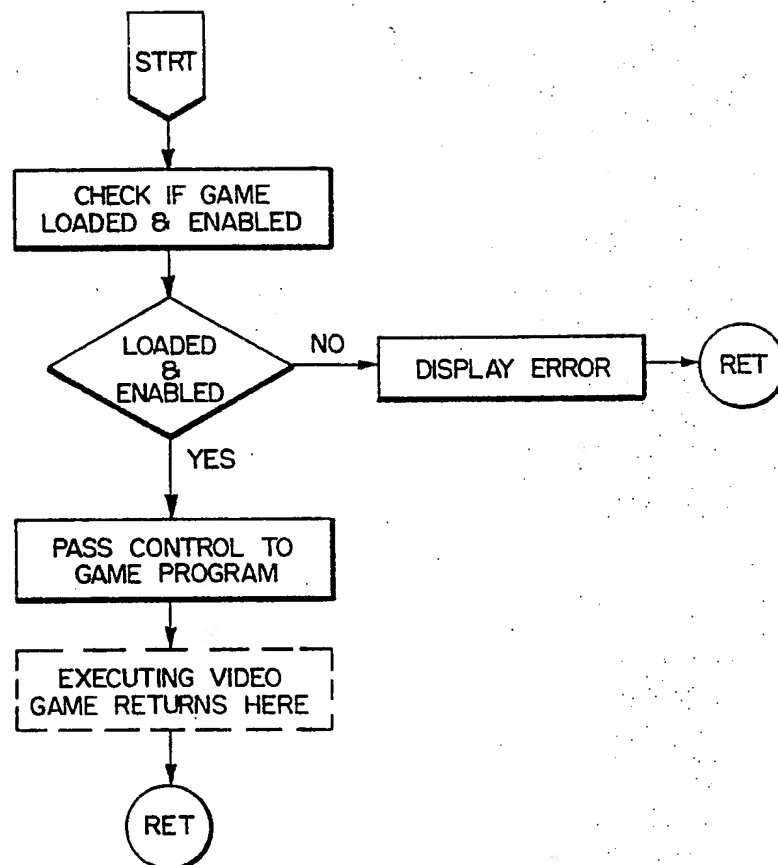 STRT
CHECK IF GAME
LOADED & ENABLED
LOADED
&
ENABLED
NO
DISPLAY ERROR
RET
YES
PASS CONTROL TO
GAME PROGRAM
EXECUTING VIDEO
GAME RETURNS HERE
RET